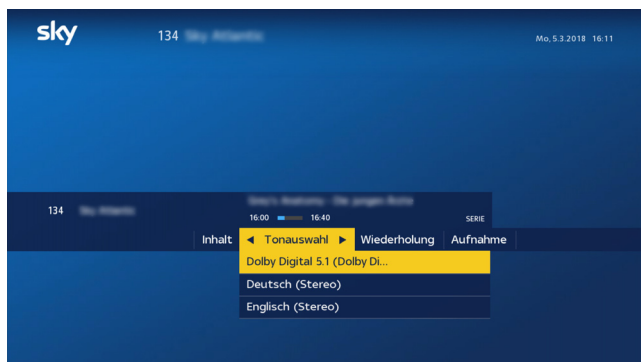 sky
134
Mo, 5.3.2018 16:11
134
16:00 16:40 SERIE
Inhalt ◀ Tonauswahl ▶ Wiederholung Aufnahme
Dolby Digital 5.1 (Dolby Di...
Deutsch (Stereo)
Englisch (Stereo)